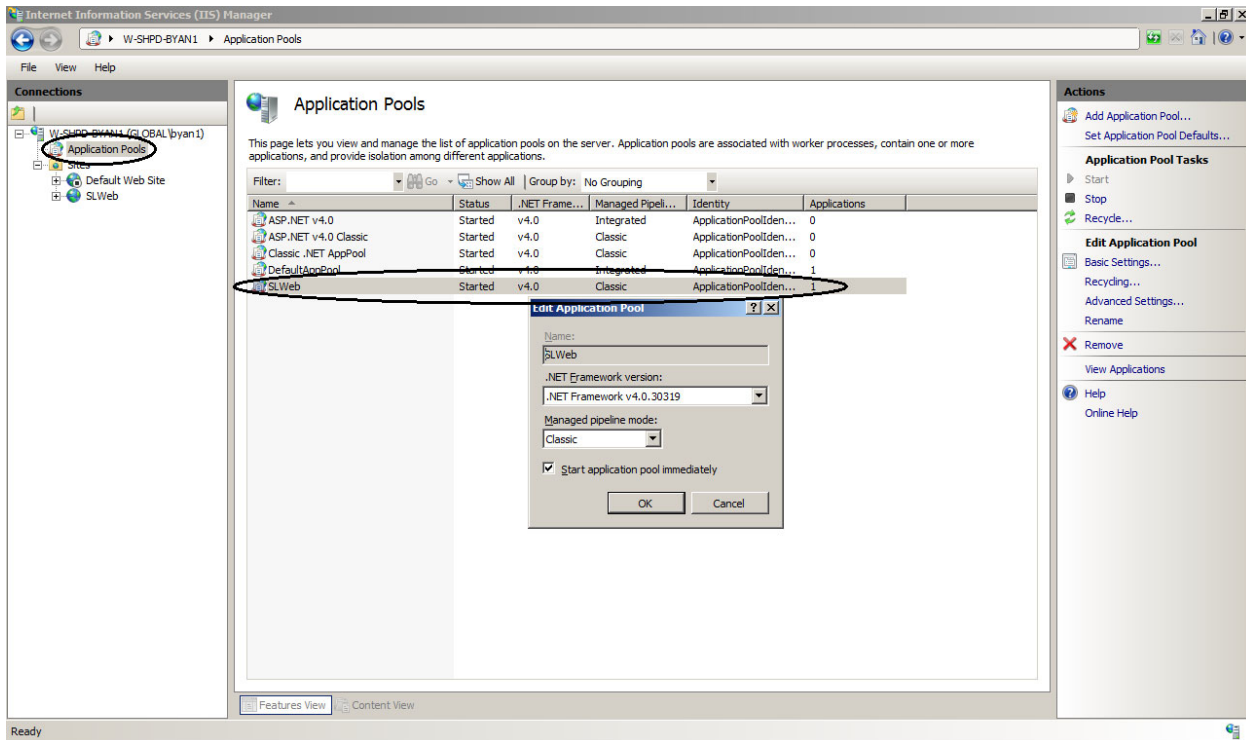 Internet Information Services (IIS) Manager
W-SHPD-BYAN1 Application Pools
File View Help
Connections
W-SHPD-BYAN1 (GLOBAL\byan1)
Application Pools
Sites
Default Web Site
SLWeb
Application Pools
This page lets you view and manage the list of application pools on the server. Application pools are associated with worker processes, contain one or more
applications, and provide isolation among different applications.
Filter: Go Show All Group by: No Grouping
Name Status .NET Frame... Managed Pipeli... Identity Applications
ASP.NET v4.0 Started v4.0 Integrated ApplicationPoolIden... 0
ASP.NET v4.0 Classic Started v4.0 Classic ApplicationPoolIden... 0
Classic .NET AppPool Started v4.0 Classic ApplicationPoolIden... 0
DefaultAppPool Started v4.0 Integrated ApplicationPoolIden... 1
SLWeb Started v4.0 Classic ApplicationPoolIden... 1
Edit Application Pool
Name:
SLWeb
.NET Framework version:
.NET Framework v4.0.30319
Managed pipeline mode:
Classic
Start application pool immediately
OK Cancel
Features View Content View
Actions
Add Application Pool...
Set Application Pool Defaults...
Application Pool Tasks
Start
Stop
Recycle...
Edit Application Pool
Basic Settings...
Recycling...
Advanced Settings...
Rename
Remove
View Applications
Help
Online Help
Ready